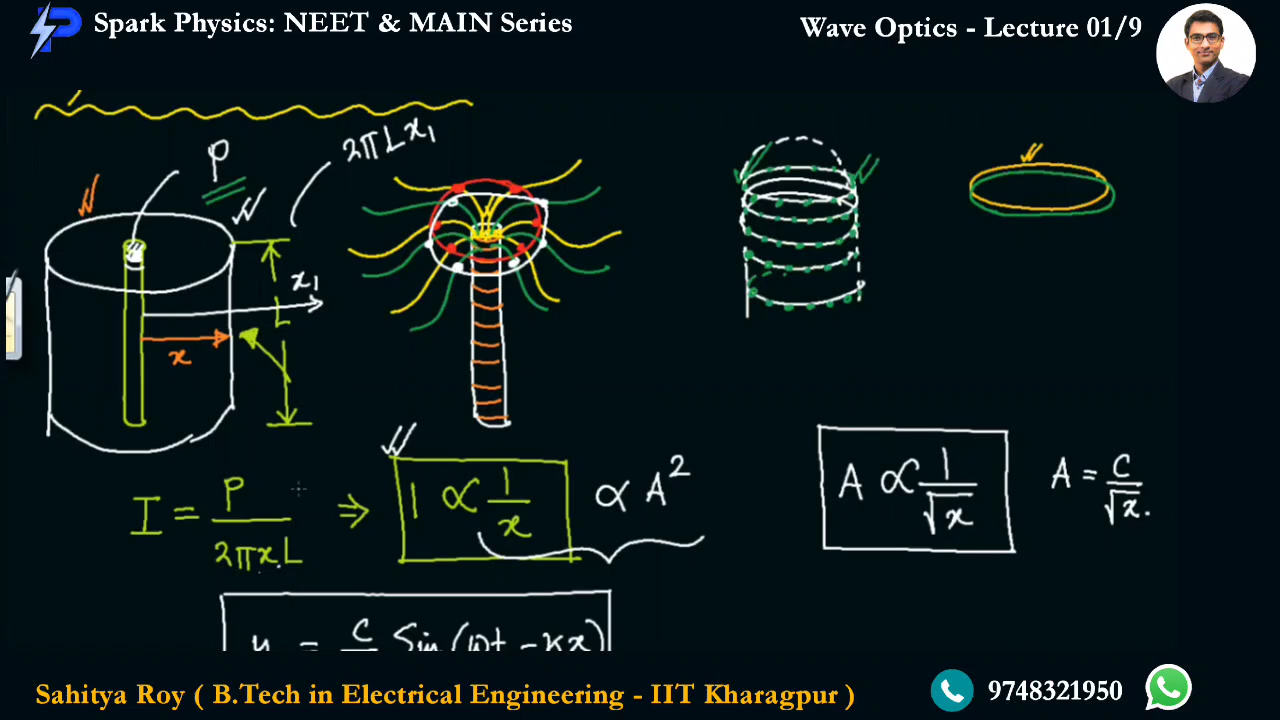 Spark Physics: NEET & MAIN Series
Wave Optics - Lecture 01/9
P
2πLx₁
x₁
L
x
I = P / 2πx.L ⇒ I ∝ 1/x ∝ A²
A ∝ 1/√x
A = C/√x.
y = C/ Sin(ωt - kx)
Sahitya Roy ( B.Tech in Electrical Engineering - IIT Kharagpur )
9748321950